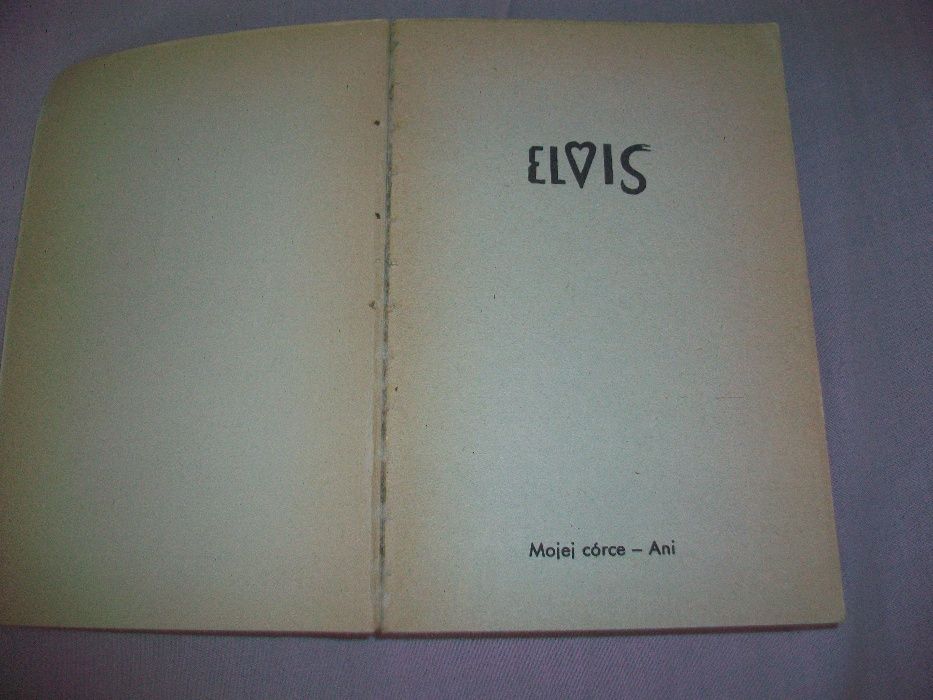 ELVIS
Mojej córce – Ani